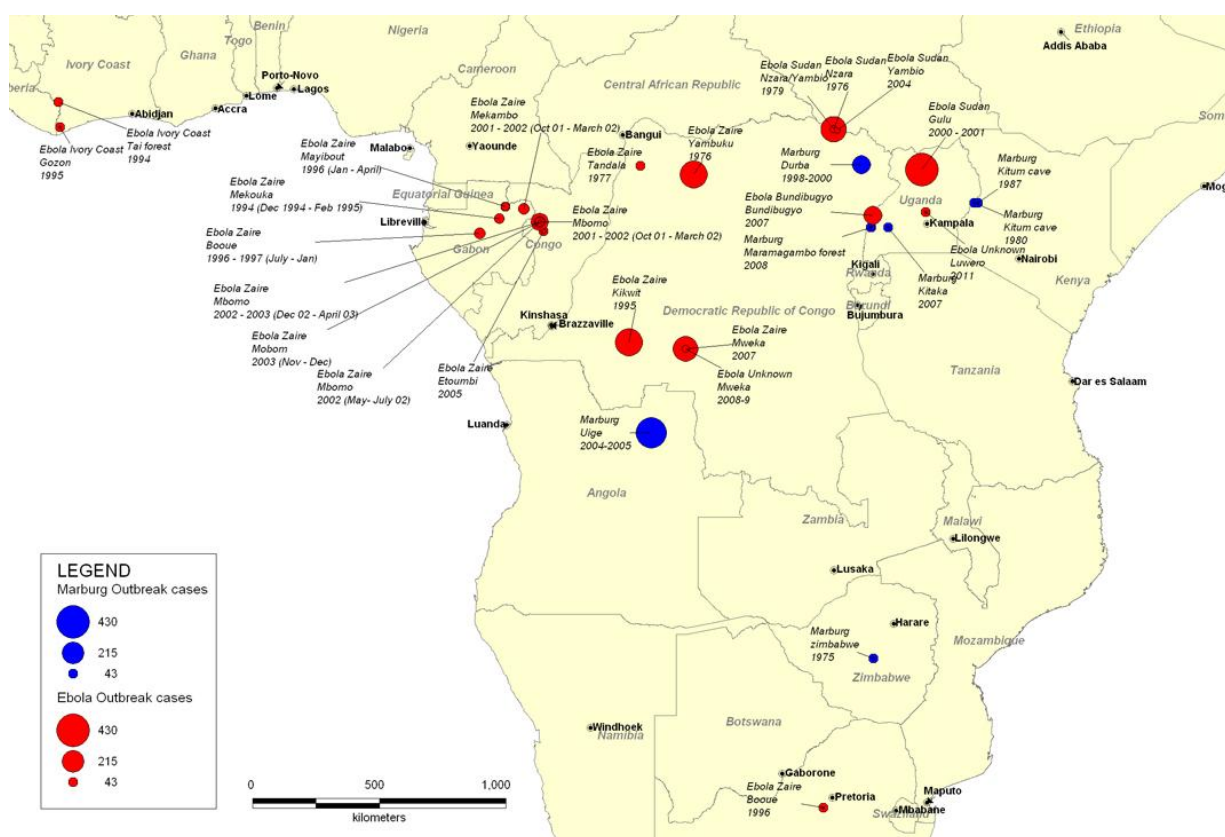 Ethiopia
Addis Ababa
Nigeria
Benin
Togo
Ghana
Ivory Coast
beria
Porto-Novo
Lome
Lagos
Accra
Abidjan
Cameroon
Central African Republic
Som
Ebola Sudan
Nzara/Yambio
1979
Ebola Sudan
Nzara
1976
Ebola Sudan
Yambio
2004
Ebola Sudan
Gulu
2000 - 2001
Ebola Ivory Coast
Tai forest
1994
Ebola Ivory Coast
Gozon
1995
Malabo
Yaounde
Bangui
Ebola Zaire
Mekambo
2001 - 2002 (Oct 01 - March 02)
Ebola Zaire
Mayibout
1996 (Jan - April)
Ebola Zaire
Tandala
1977
Ebola Zaire
Yambuku
1976
Marburg
Durba
1998-2000
Marburg
Kitum cave
1987
Mog
Equatorial Guinea
Ebola Zaire
Mekouka
1994 (Dec 1994 - Feb 1995)
Libreville
Ebola Zaire
Mbomo
2001 - 2002 (Oct 01 - March 02)
Ebola Bundibugyo
Bundibugyo
2007
Uganda
Kampala
Marburg
Kitum cave
1980
Ebola Zaire
Booue
1996 - 1997 (July - Jan)
Gabon
Congo
Marburg
Maramagambo forest
2008
Ebola Unknown
Luwero
2011
Nairobi
Kenya
Kigali
Rwanda
Marburg
Kitaka
2007
Burundi
Bujumbura
Ebola Zaire
Mbomo
2002 - 2003 (Dec 02 - April 03)
Ebola Zaire
Kikwit
1995
Democratic Republic of Congo
Kinshasa
Brazzaville
Ebola Zaire
Mobom
2003 (Nov - Dec)
Ebola Zaire
Mweka
2007
Ebola Zaire
Mbomo
2002 (May- July 02)
Ebola Zaire
Etoumbi
2005
Ebola Unknown
Mweka
2008-9
Tanzania
Dar es Salaam
Luanda
Marburg
Uige
2004-2005
Angola
Zambia
Malawi
Lilongwe
Lusaka
Harare
Mozambique
Marburg
zimbabwe
1975
Zimbabwe
Botswana
Windhoek
Namibia
Gaborone
Pretoria
Maputo
Mbabane
Swaziland
Ebola Zaire
Booue
1996
LEGEND
Marburg Outbreak cases
430
215
43
Ebola Outbreak cases
430
215
43
0 500 1,000
kilometers